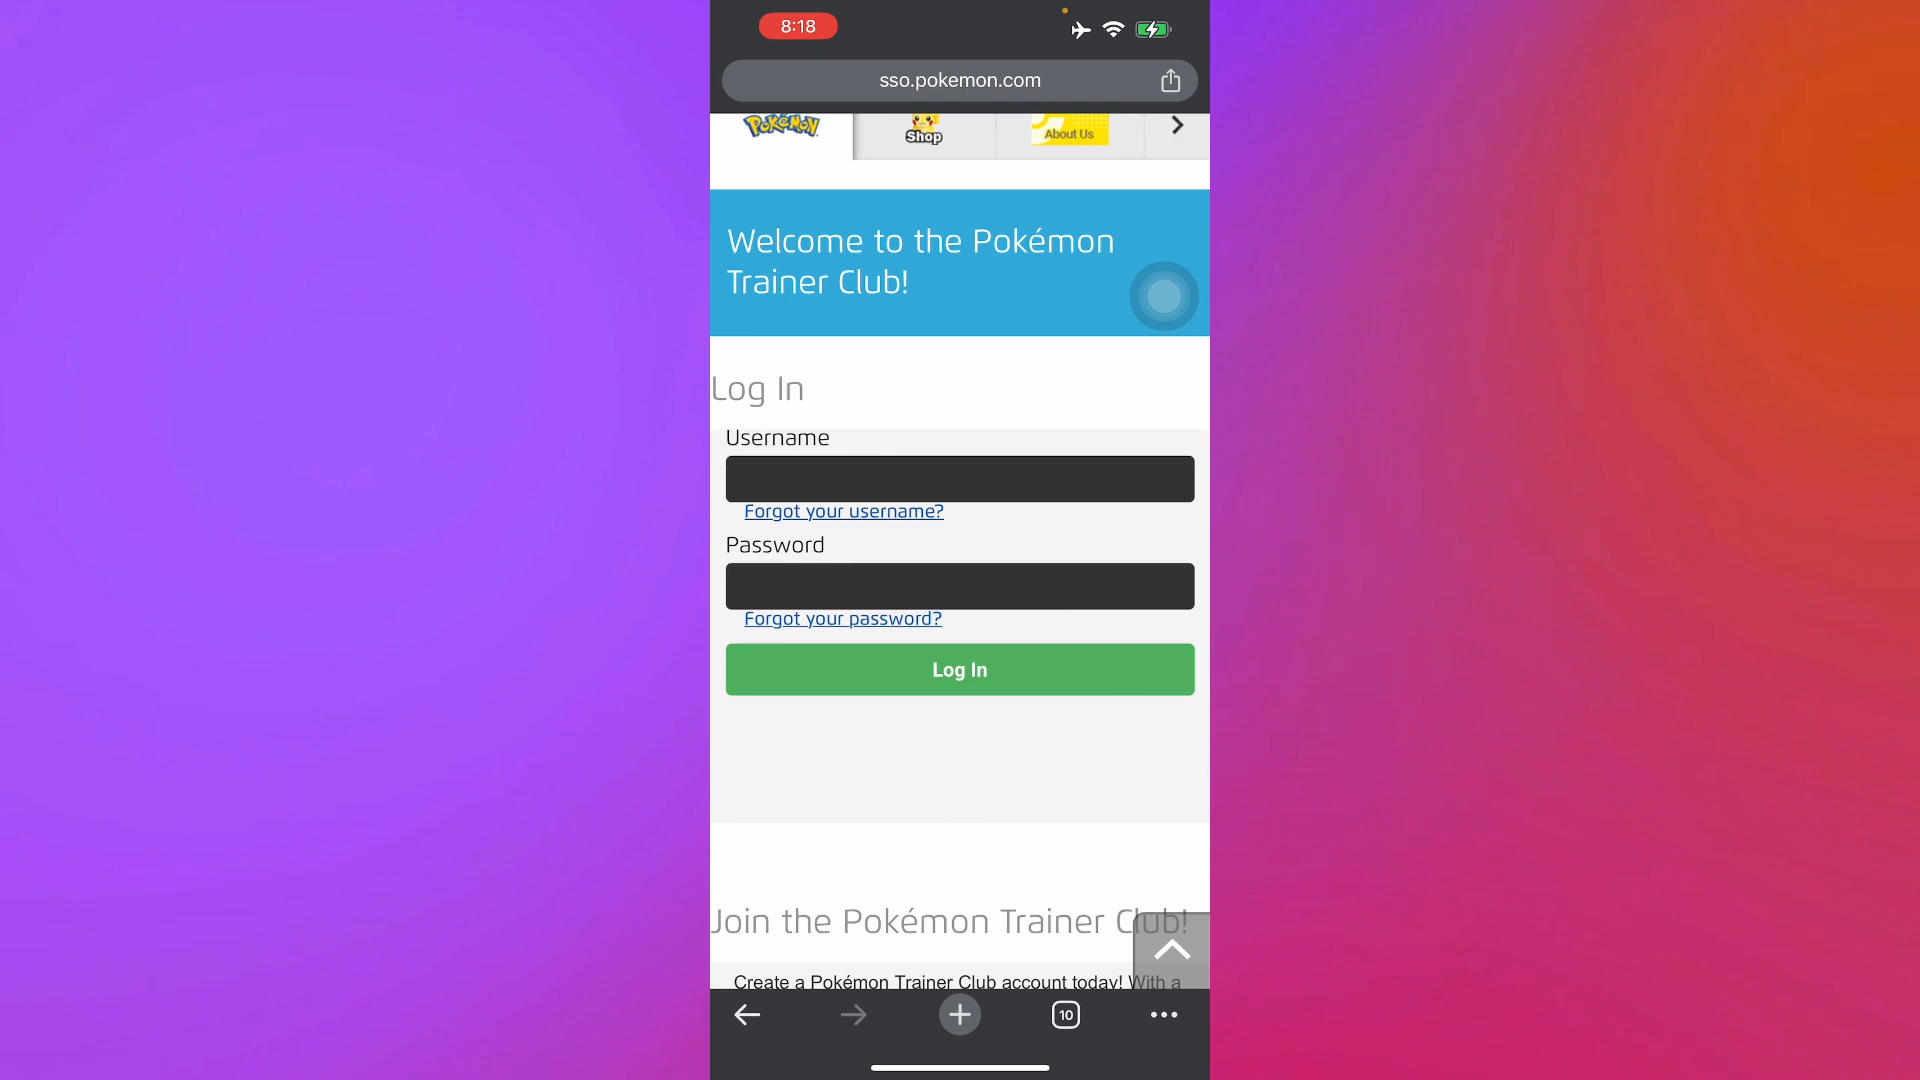 8:18
sso.pokemon.com
Pokémon
Shop
About Us
Welcome to the Pokémon
Trainer Club!
Log In
Username
Forgot your username?
Password
Forgot your password?
Log In
Join the Pokémon Trainer Club!
Create a Pokémon Trainer Club account today! With a
10